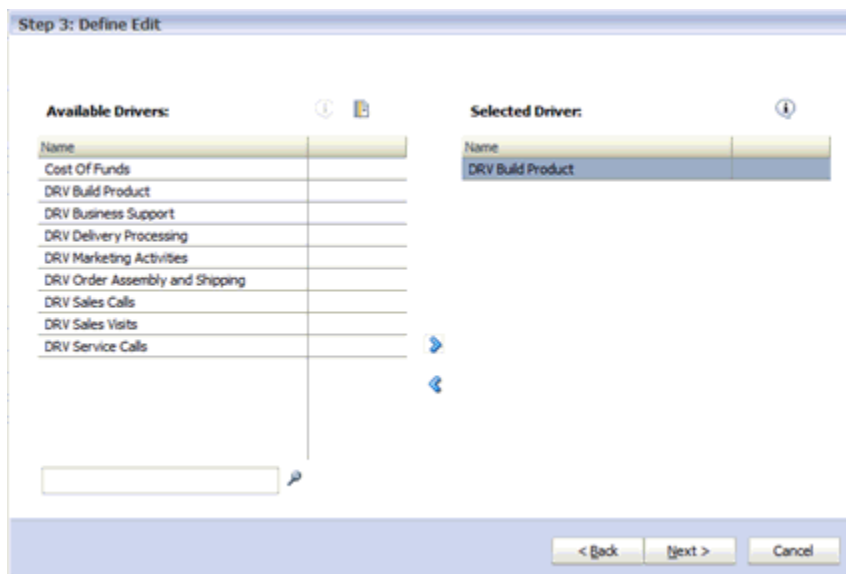 Step 3: Define Edit
Available Drivers:
Name
Cost Of Funds
DRV Build Product
DRV Business Support
DRV Delivery Processing
DRV Marketing Activities
DRV Order Assembly and Shipping
DRV Sales Calls
DRV Sales Visits
DRV Service Calls
Selected Driver:
Name
DRV Build Product
< Back Next > Cancel